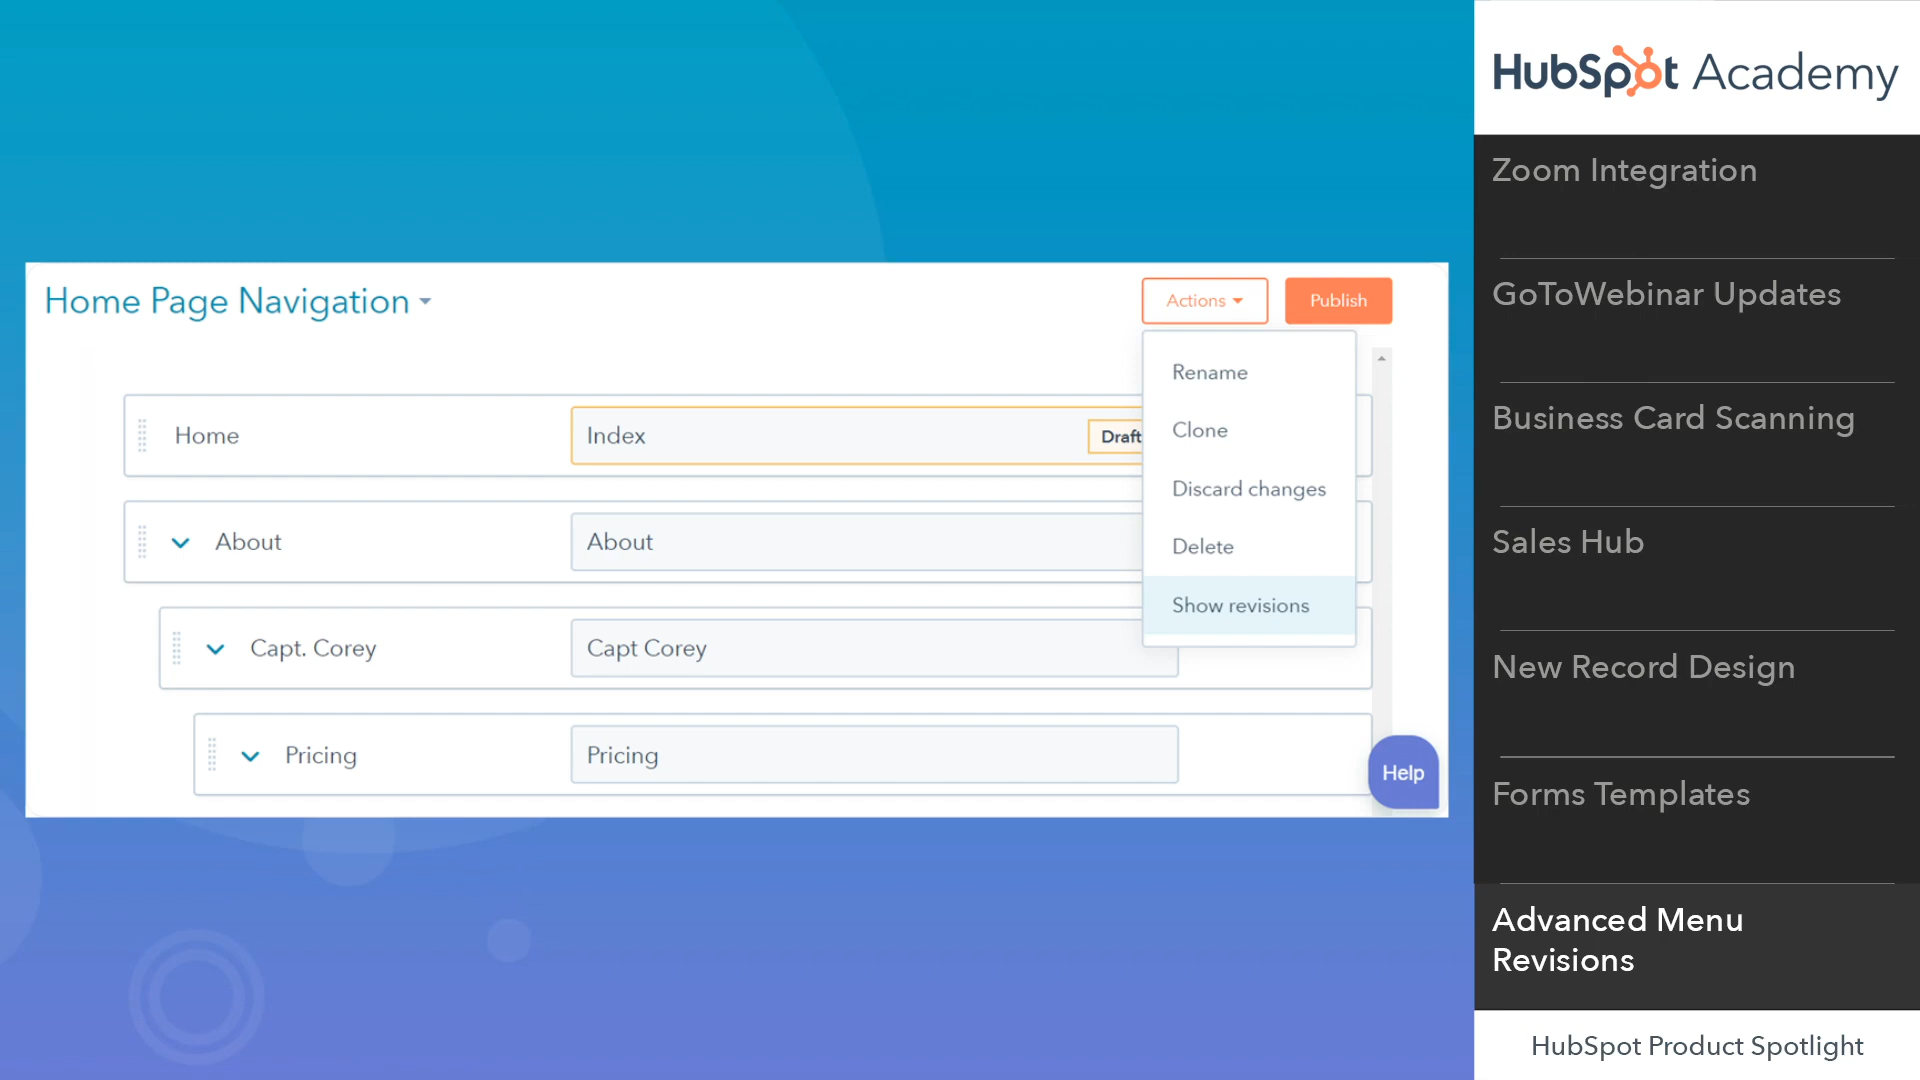 Home Page Navigation
Actions
Publish
Rename
Clone
Discard changes
Delete
Show revisions
Home
Index
Draft
About
About
Capt. Corey
Capt Corey
Pricing
Pricing
Help
HubSpot Academy
Zoom Integration
GoToWebinar Updates
Business Card Scanning
Sales Hub
New Record Design
Forms Templates
Advanced Menu
Revisions
HubSpot Product Spotlight